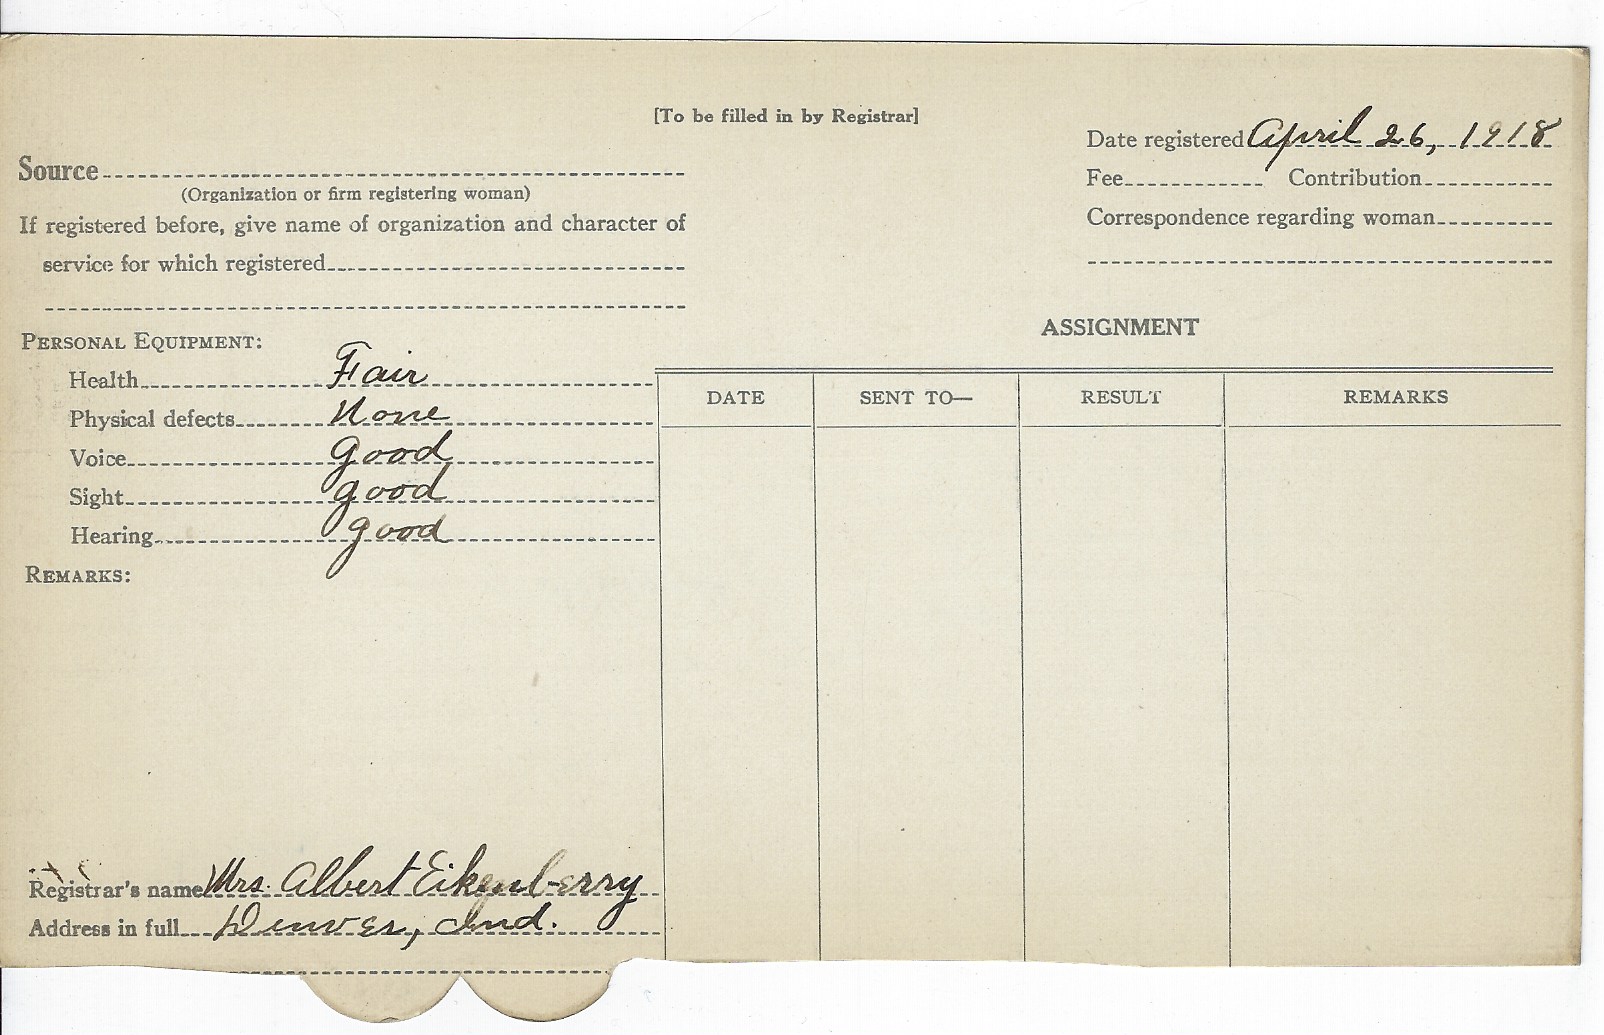 [To be filled in by Registrar]
Date registered April 26, 1918
Source
(Organization or firm registering woman)
Fee Contribution
If registered before, give name of organization and character of
Correspondence regarding woman
service for which registered
ASSIGNMENT
PERSONAL EQUIPMENT:
Health Fair
Physical defects None
Voice Good
Sight good
Hearing good
DATE SENT TO— RESULT REMARKS
REMARKS:
Registrar's name Mrs. Albert Eikenberry
Address in full Denver, Ind.